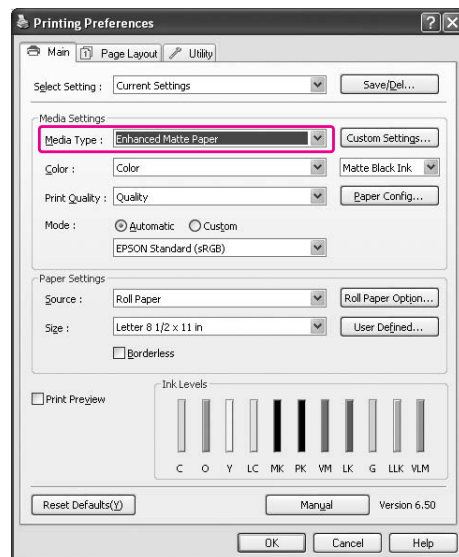 Printing Preferences
Main Page Layout Utility
Select Setting : Current Settings Save/Del...
Media Settings
Media Type : Enhanced Matte Paper Custom Settings...
Color : Color Matte Black Ink
Print Quality : Quality Paper Config...
Mode : Automatic Custom
EPSON Standard (sRGB)
Paper Settings
Source : Roll Paper Roll Paper Option...
Size : Letter 8 1/2 x 11 in User Defined...
Borderless
Print Preview
Ink Levels
C O Y LC MK PK VM LK G LLK VLM
Reset Defaults(Y) Manual Version 6.50
OK Cancel Help